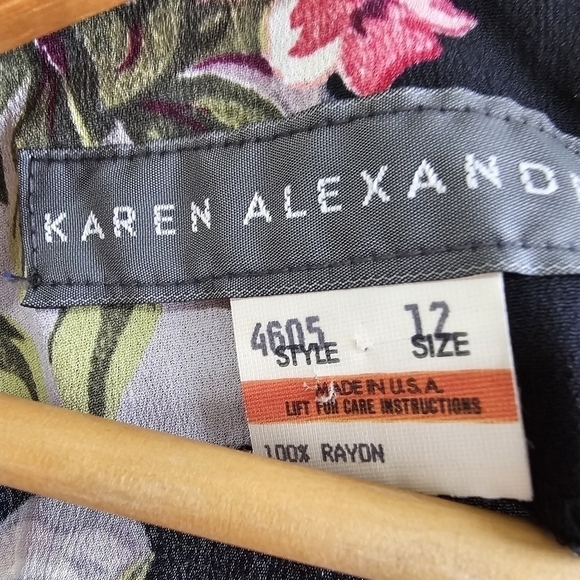 KAREN ALEXAND
4605 12
STYLE SIZE
MADE IN U.S.A.
LIFT FOR CARE INSTRUCTIONS
100% RAYON